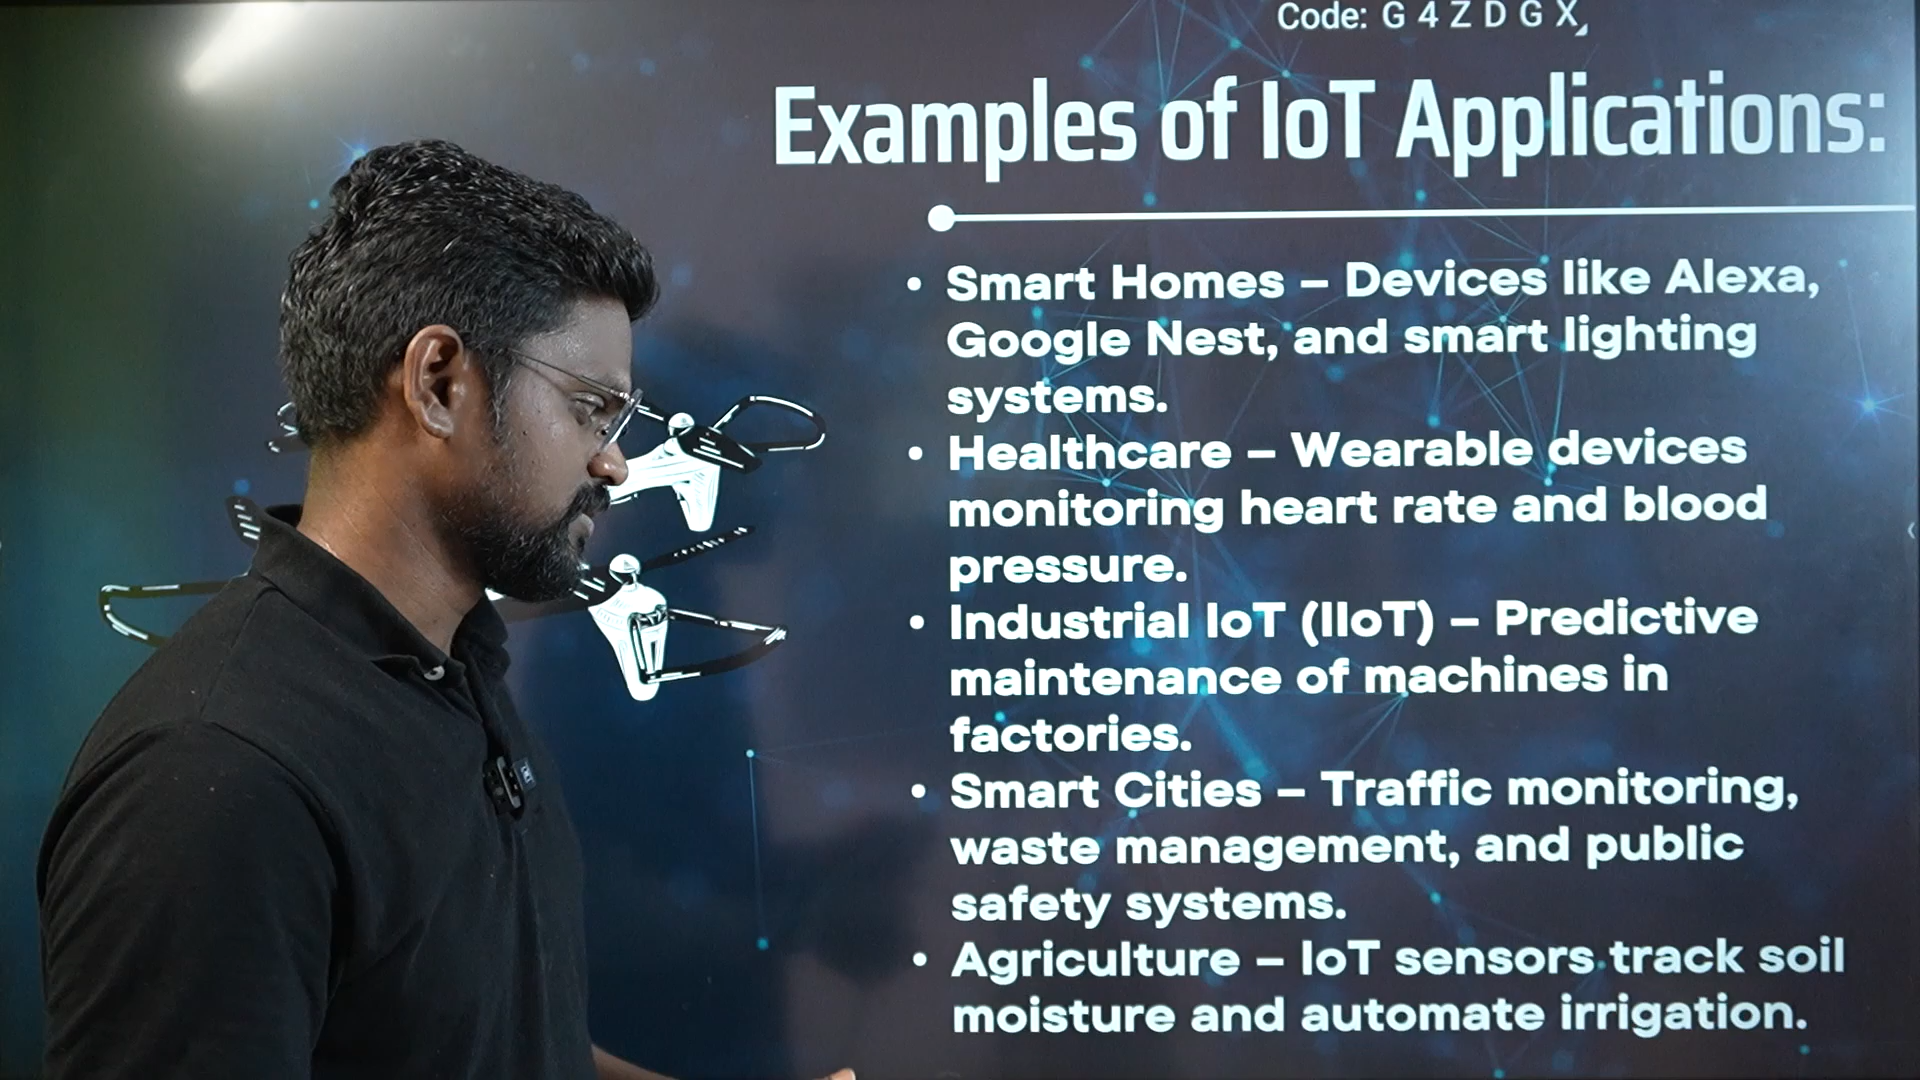 Code: G 4 Z D G X
Examples of IoT Applications:
• Smart Homes – Devices like Alexa,
Google Nest, and smart lighting
systems.
• Healthcare – Wearable devices
monitoring heart rate and blood
pressure.
• Industrial IoT (IIoT) – Predictive
maintenance of machines in
factories.
• Smart Cities – Traffic monitoring,
waste management, and public
safety systems.
• Agriculture – IoT sensors track soil
moisture and automate irrigation.